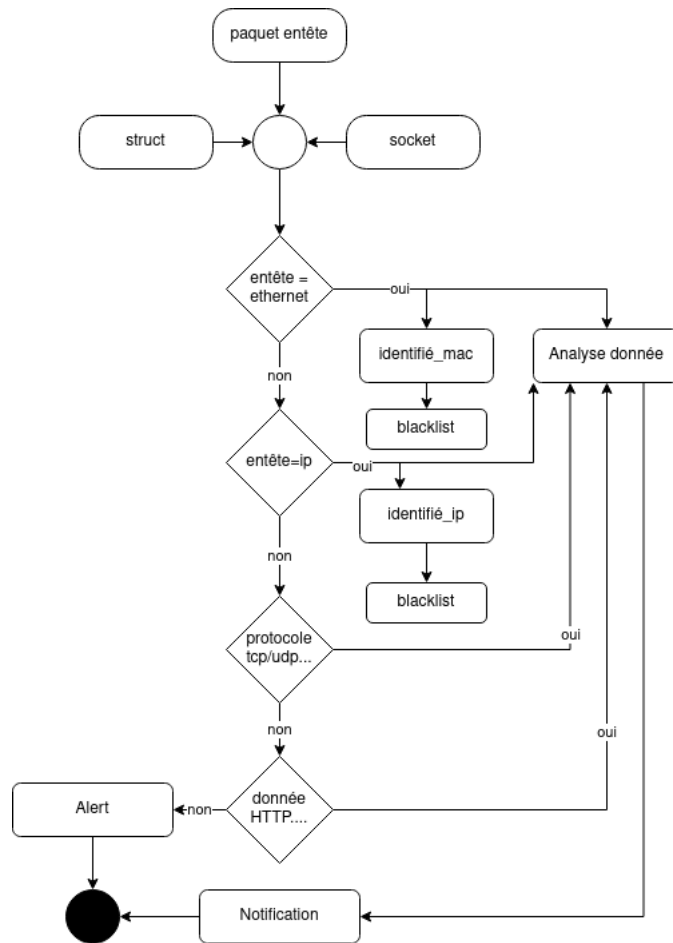 paquet entête
struct
socket
entête =
ethernet
oui
identifié_mac
Analyse donnée
non
blacklist
entête=ip
oui
identifié_ip
non
blacklist
protocole
tcp/udp...
oui
non
oui
donnée
HTTP....
non
Alert
Notification